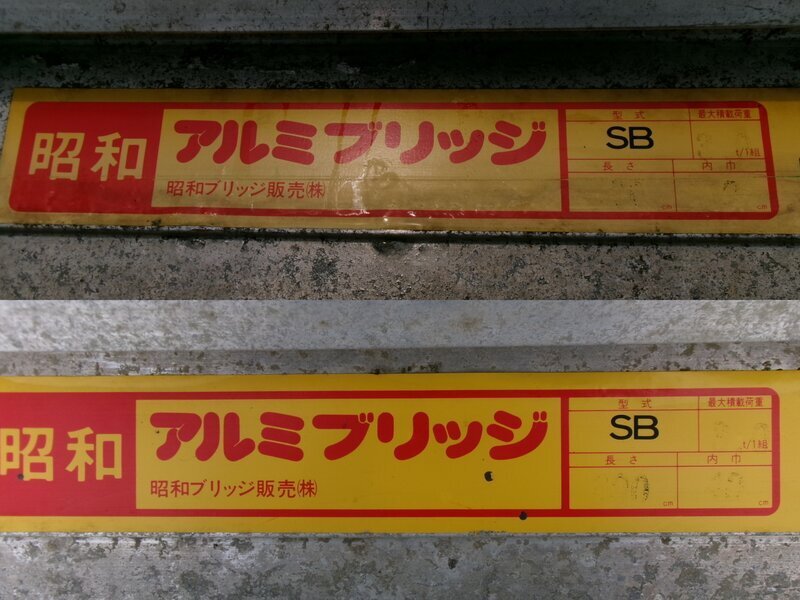 昭和
アルミブリッジ
昭和ブリッジ販売㈱
型式
SB
最大積載荷重
t/1組
長さ
cm
内巾
cm
昭和
アルミブリッジ
昭和ブリッジ販売㈱
型式
SB
最大積載荷重
t/1組
長さ
cm
内巾
cm